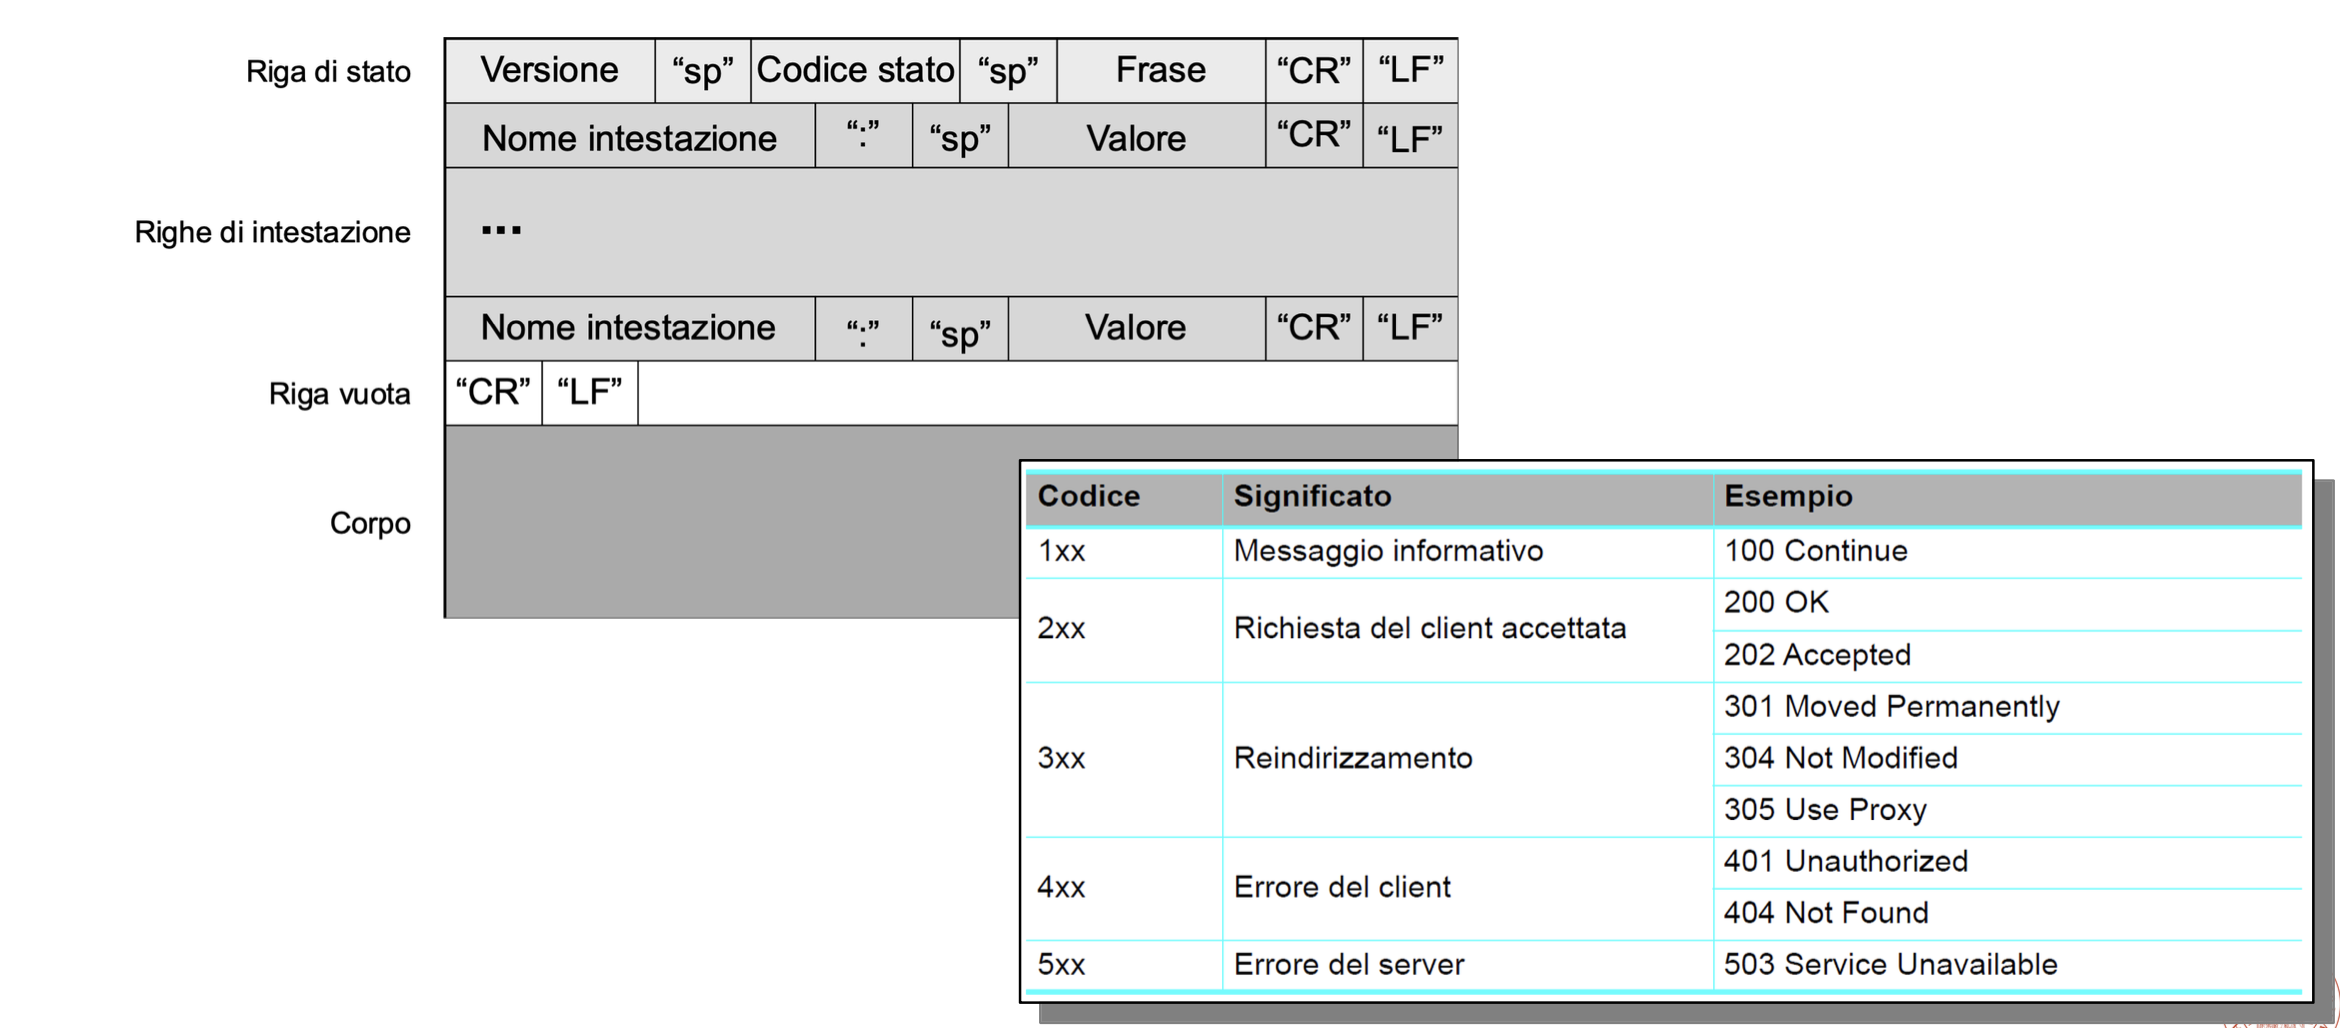 Riga di stato Versione “sp” Codice stato “sp” Frase “CR” “LF”
Nome intestazione “:” “sp” Valore “CR” “LF”
Righe di intestazione ...
Nome intestazione “:” “sp” Valore “CR” “LF”
Riga vuota “CR” “LF”
Corpo
Codice Significato Esempio
1xx Messaggio informativo 100 Continue
2xx Richiesta del client accettata 200 OK
202 Accepted
3xx Reindirizzamento 301 Moved Permanently
304 Not Modified
305 Use Proxy
4xx Errore del client 401 Unauthorized
404 Not Found
5xx Errore del server 503 Service Unavailable